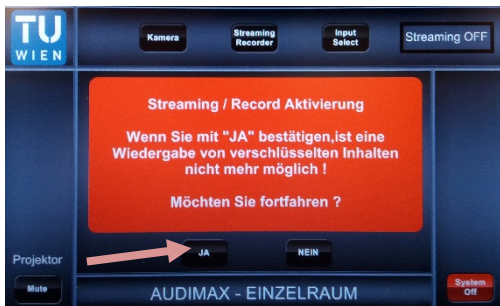 TU
WIEN
Kamera
Streaming
Recorder
Input
Select
Streaming OFF
Streaming / Record Aktivierung
Wenn Sie mit "JA" bestätigen,ist eine
Wiedergabe von verschlüsselten Inhalten
nicht mehr möglich !
Möchten Sie fortfahren ?
JA
NEIN
Projektor
Mute
AUDIMAX - EINZELRAUM
System
Off